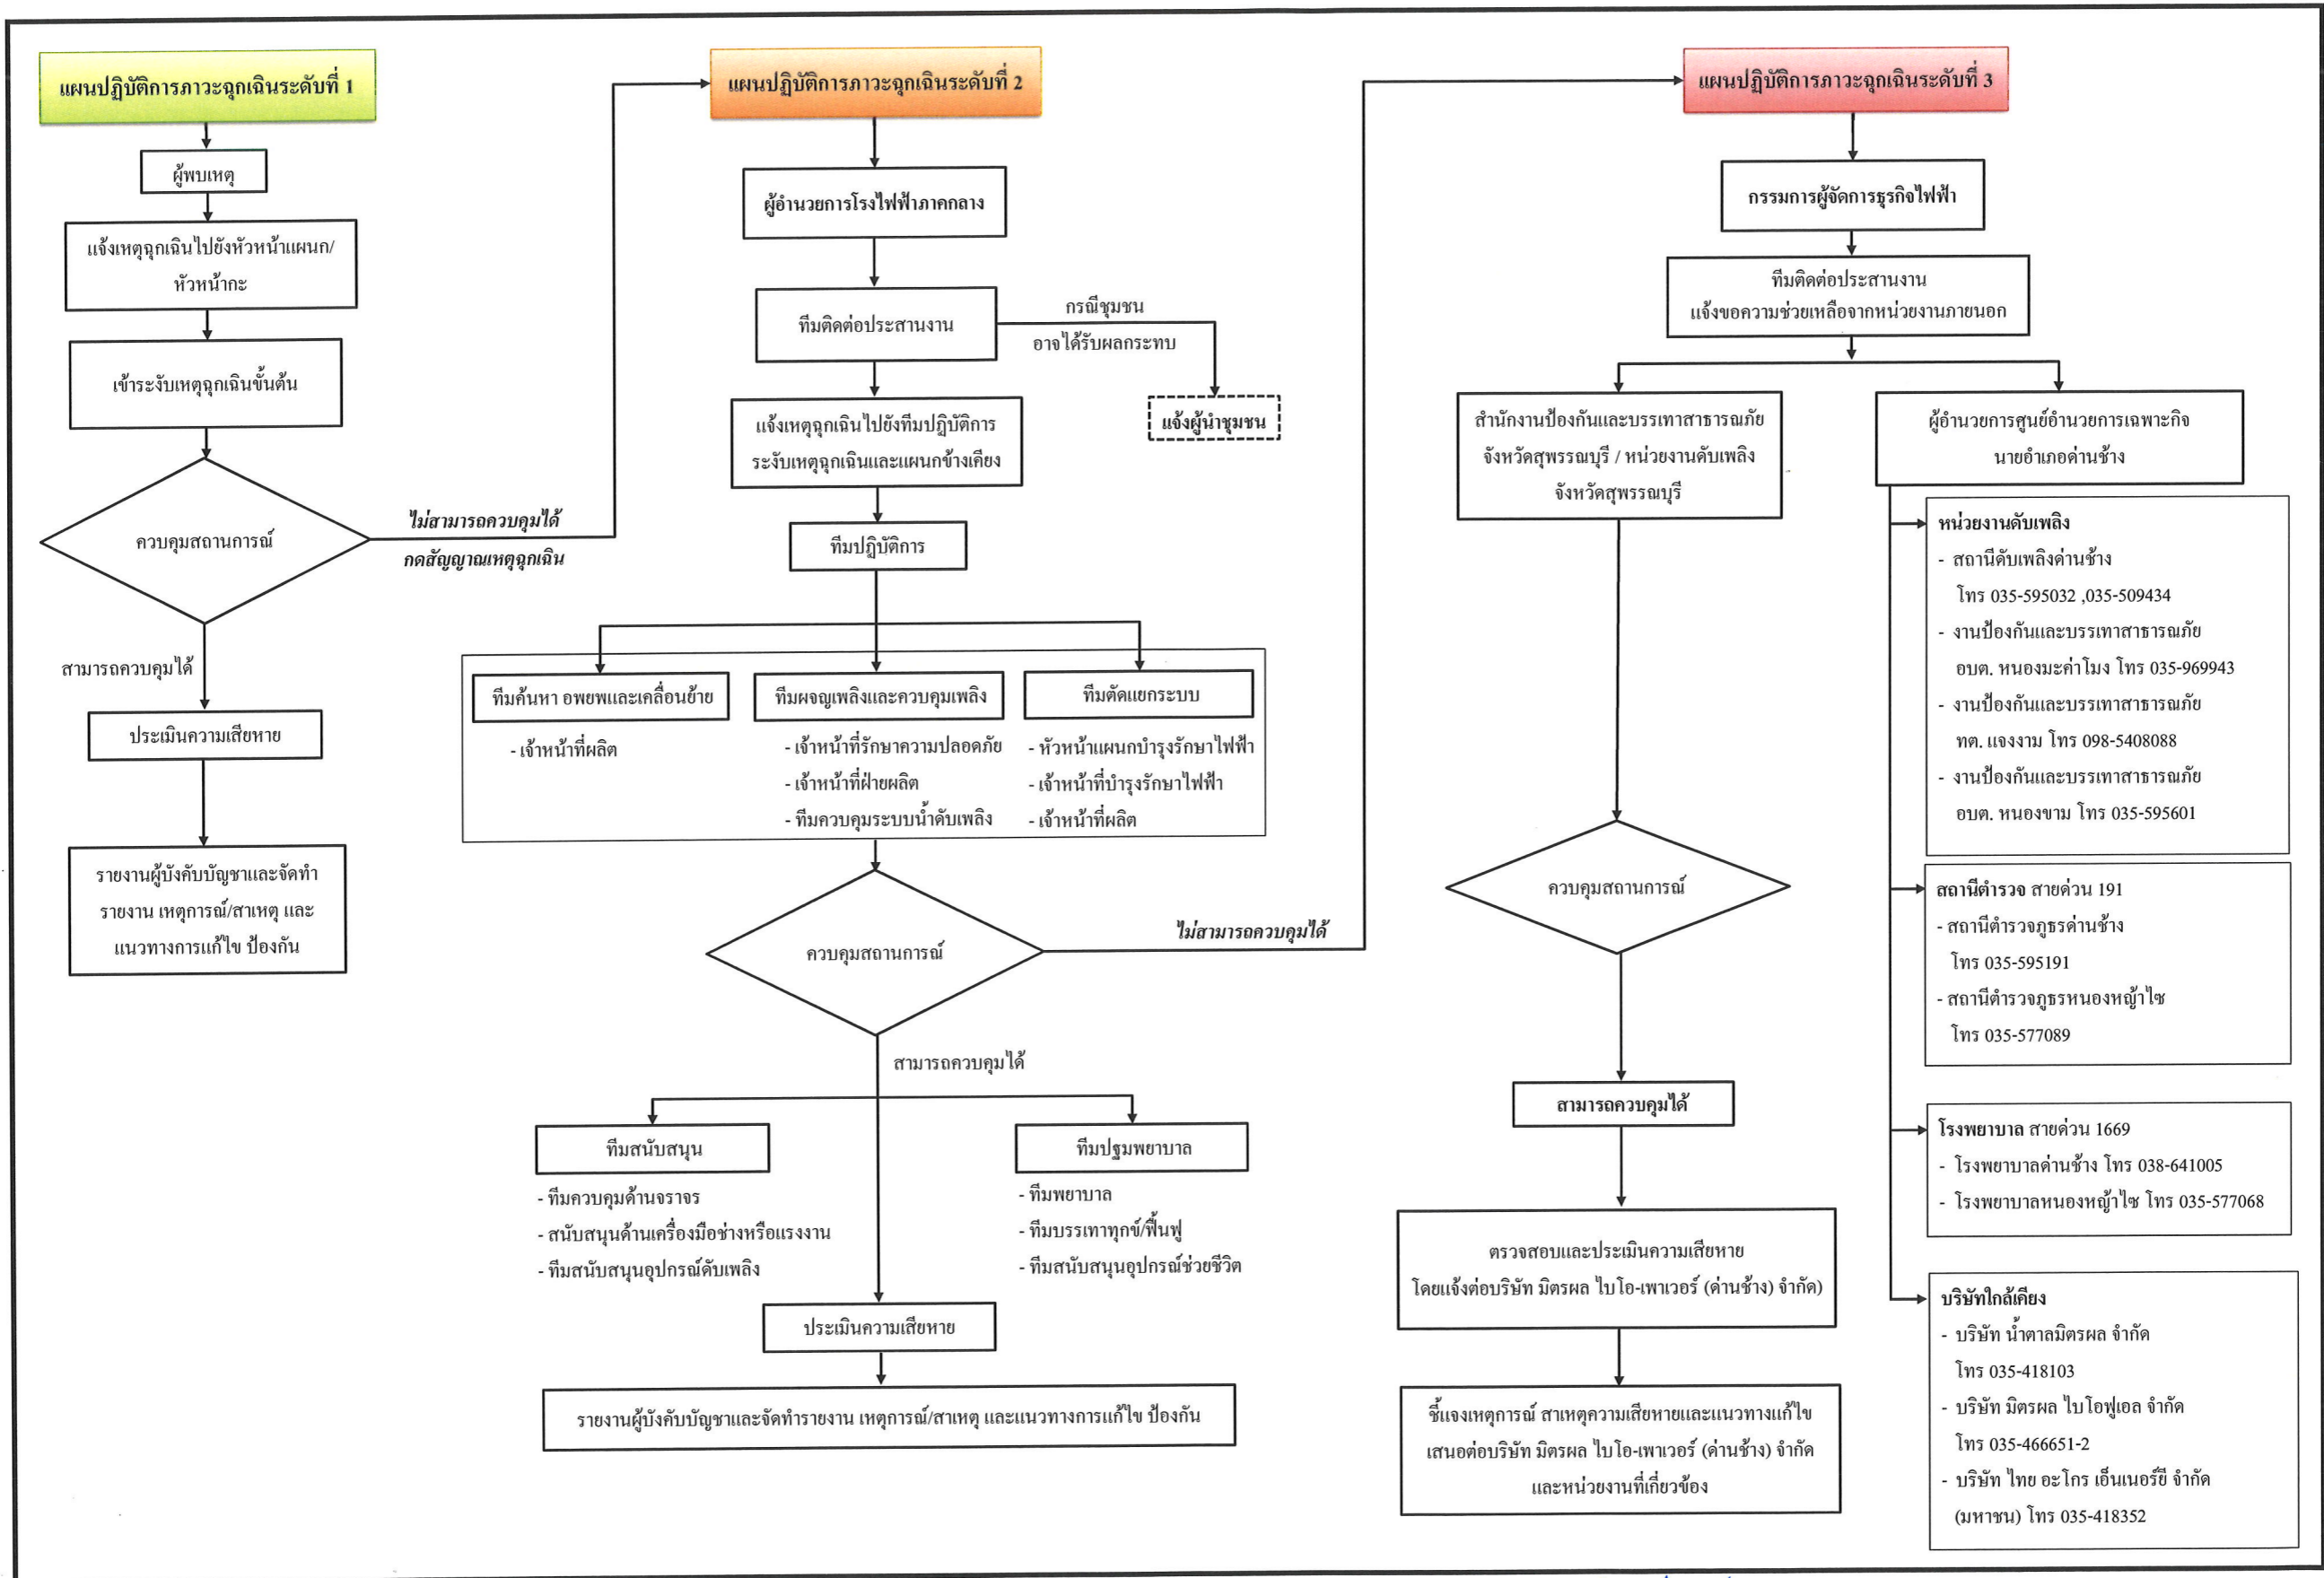 แผนปฏิบัติการภาวะฉุกเฉินระดับที่ 1
ผู้พบเหตุ
แจ้งเหตุฉุกเฉินไปยังหัวหน้าแผนก/
หัวหน้ากะ
เข้าระงับเหตุฉุกเฉินขั้นต้น
ควบคุมสถานการณ์
ไม่สามารถควบคุมได้
กดสัญญาณเหตุฉุกเฉิน
สามารถควบคุมได้
ประเมินความเสียหาย
รายงานผู้บังคับบัญชาและจัดทำ
รายงาน เหตุการณ์/สาเหตุ และ
แนวทางการแก้ไข ป้องกัน
แผนปฏิบัติการภาวะฉุกเฉินระดับที่ 2
ผู้อำนวยการโรงไฟฟ้าภาคกลาง
ทีมติดต่อประสานงาน
กรณีชุมชน
อาจได้รับผลกระทบ
แจ้งผู้นำชุมชน
แจ้งเหตุฉุกเฉินไปยังทีมปฏิบัติการ
ระงับเหตุฉุกเฉินและแผนกข้างเคียง
ทีมปฏิบัติการ
ทีมค้นหา อพยพและเคลื่อนย้าย
- เจ้าหน้าที่ผลิต
ทีมผจญเพลิงและควบคุมเพลิง
- เจ้าหน้าที่รักษาความปลอดภัย
- เจ้าหน้าที่ฝ่ายผลิต
- ทีมควบคุมระบบน้ำดับเพลิง
ทีมตัดแยกระบบ
- หัวหน้าแผนกบำรุงรักษาไฟฟ้า
- เจ้าหน้าที่บำรุงรักษาไฟฟ้า
- เจ้าหน้าที่ผลิต
ควบคุมสถานการณ์
ไม่สามารถควบคุมได้
สามารถควบคุมได้
ทีมสนับสนุน
- ทีมควบคุมด้านจราจร
- สนับสนุนด้านเครื่องมือช่างหรือแรงงาน
- ทีมสนับสนุนอุปกรณ์ดับเพลิง
ทีมปฐมพยาบาล
- ทีมพยาบาล
- ทีมบรรเทาทุกข์/ฟื้นฟู
- ทีมสนับสนุนอุปกรณ์ช่วยชีวิต
ประเมินความเสียหาย
รายงานผู้บังคับบัญชาและจัดทำรายงาน เหตุการณ์/สาเหตุ และแนวทางการแก้ไข ป้องกัน
แผนปฏิบัติการภาวะฉุกเฉินระดับที่ 3
กรรมการผู้จัดการธุรกิจไฟฟ้า
ทีมติดต่อประสานงาน
แจ้งขอความช่วยเหลือจากหน่วยงานภายนอก
สำนักงานป้องกันและบรรเทาสาธารณภัย
จังหวัดสุพรรณบุรี / หน่วยงานดับเพลิง
จังหวัดสุพรรณบุรี
ควบคุมสถานการณ์
สามารถควบคุมได้
ตรวจสอบและประเมินความเสียหาย
โดยแจ้งต่อบริษัท มิตรผล ไบโอ-เพาเวอร์ (ด่านช้าง) จำกัด)
ชี้แจงเหตุการณ์ สาเหตุความเสียหายและแนวทางแก้ไข
เสนอต่อบริษัท มิตรผล ไบโอ-เพาเวอร์ (ด่านช้าง) จำกัด
และหน่วยงานที่เกี่ยวข้อง
ผู้อำนวยการศูนย์อำนวยการเฉพาะกิจ
นายอำเภอด่านช้าง
หน่วยงานดับเพลิง
- สถานีดับเพลิงด่านช้าง
โทร 035-595032 ,035-509434
- งานป้องกันและบรรเทาสาธารณภัย
อบต. หนองมะค่าโมง โทร 035-969943
- งานป้องกันและบรรเทาสาธารณภัย
ทต. แจงงาม โทร 098-5408088
- งานป้องกันและบรรเทาสาธารณภัย
อบต. หนองขาม โทร 035-595601
สถานีตำรวจ สายด่วน 191
- สถานีตำรวจภูธรด่านช้าง
โทร 035-595191
- สถานีตำรวจภูธรหนองหญ้าไซ
โทร 035-577089
โรงพยาบาล สายด่วน 1669
- โรงพยาบาลด่านช้าง โทร 038-641005
- โรงพยาบาลหนองหญ้าไซ โทร 035-577068
บริษัทใกล้เคียง
- บริษัท น้ำตาลมิตรผล จำกัด
โทร 035-418103
- บริษัท มิตรผล ไบโอฟูเอล จำกัด
โทร 035-466651-2
- บริษัท ไทย อะโกร เอ็นเนอร์ยี จำกัด
(มหาชน) โทร 035-418352